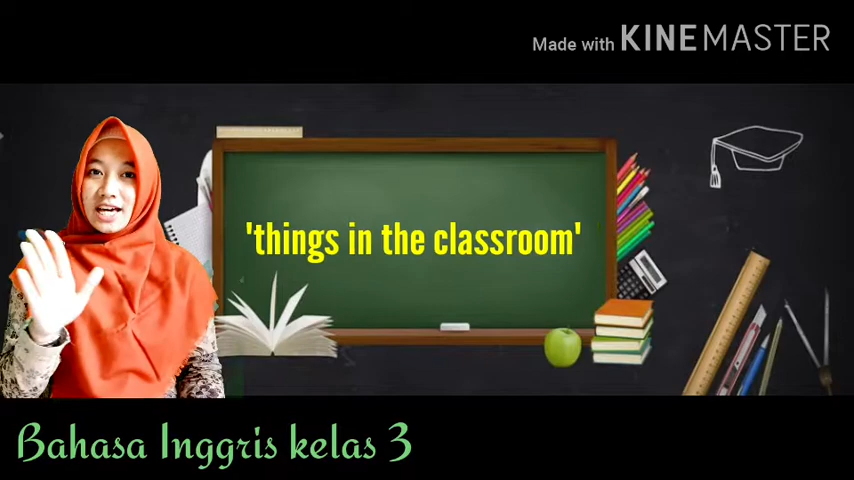 Made with KINEMASTER
'things in the classroom'
Bahasa Inggris kelas 3